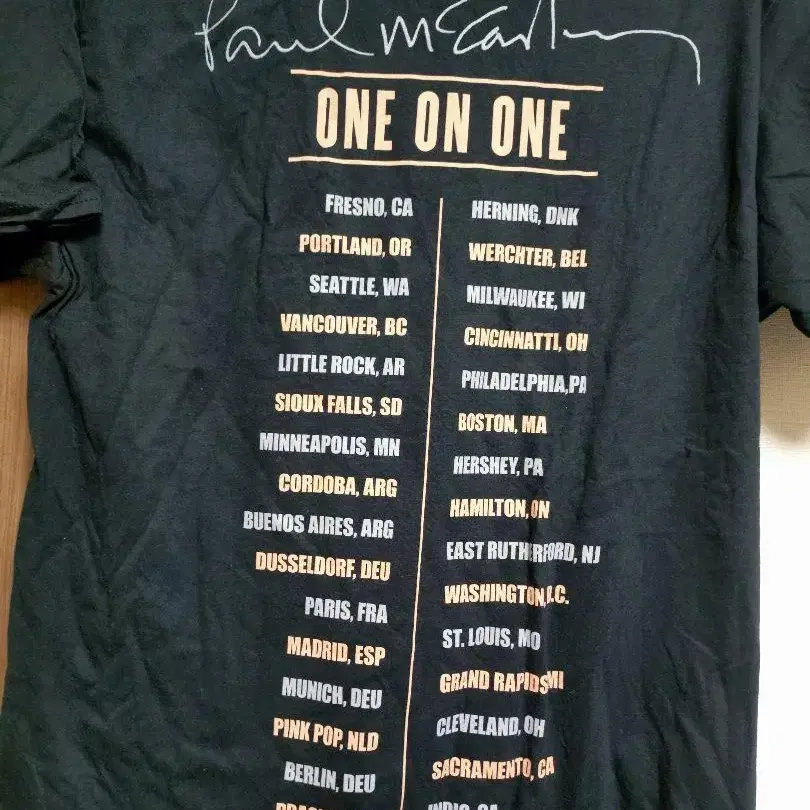 Paul McCartney
ONE ON ONE
FRESNO, CA
PORTLAND, OR
SEATTLE, WA
VANCOUVER, BC
LITTLE ROCK, AR
SIOUX FALLS, SD
MINNEAPOLIS, MN
CORDOBA, ARG
BUENOS AIRES, ARG
DUSSELDORF, DEU
PARIS, FRA
MADRID, ESP
MUNICH, DEU
PINK POP, NLD
BERLIN, DEU
HERNING, DNK
WERCHTER, BEL
MILWAUKEE, WI
CINCINNATTI, OH
PHILADELPHIA,PA
BOSTON, MA
HERSHEY, PA
HAMILTON, ON
EAST RUTHERFORD, NJ
WASHINGTON, D.C.
ST. LOUIS, MO
GRAND RAPIDS MI
CLEVELAND, OH
SACRAMENTO, CA
INDIO, CA